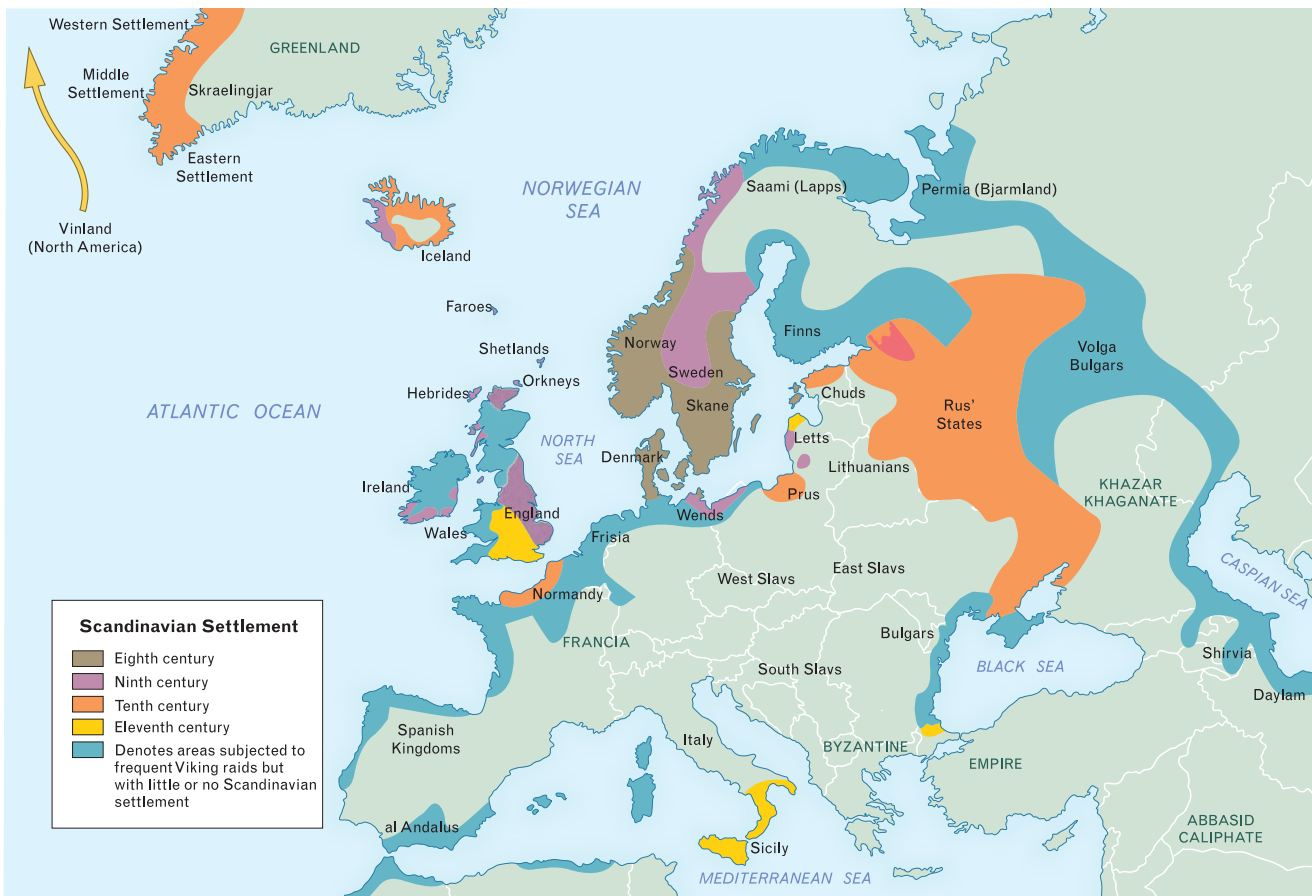 Western Settlement
GREENLAND
Middle
Settlement
Skraelingjar
Eastern
Settlement
Vinland
(North America)
NORWEGIAN
SEA
Saami (Lapps)
Permia (Bjarmland)
Iceland
Faroes
Shetlands
Orkneys
Hebrides
ATLANTIC OCEAN
NORTH
SEA
Norway
Sweden
Skane
Finns
Chuds
Volga
Bulgars
Rus'
States
Denmark
Letts
Lithuanians
Ireland
England
Wales
Wends
Prus
KHAZAR
KHAGANATE
Frisia
West Slavs
East Slavs
CASPIAN SEA
Normandy
FRANCIA
Bulgars
South Slavs
BLACK SEA
Shirvia
Daylam
Spanish
Kingdoms
Italy
BYZANTINE
EMPIRE
al Andalus
Sicily
ABBASID
CALIPHATE
MEDITERRANEAN SEA
Scandinavian Settlement
Eighth century
Ninth century
Tenth century
Eleventh century
Denotes areas subjected to
frequent Viking raids but
with little or no Scandinavian
settlement